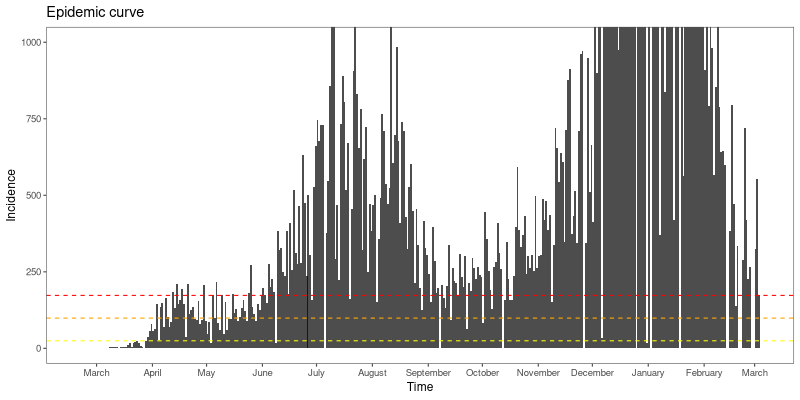 Epidemic curve
1000
750
500
250
0
Incidence
March April May June July August September October November December January February March
Time